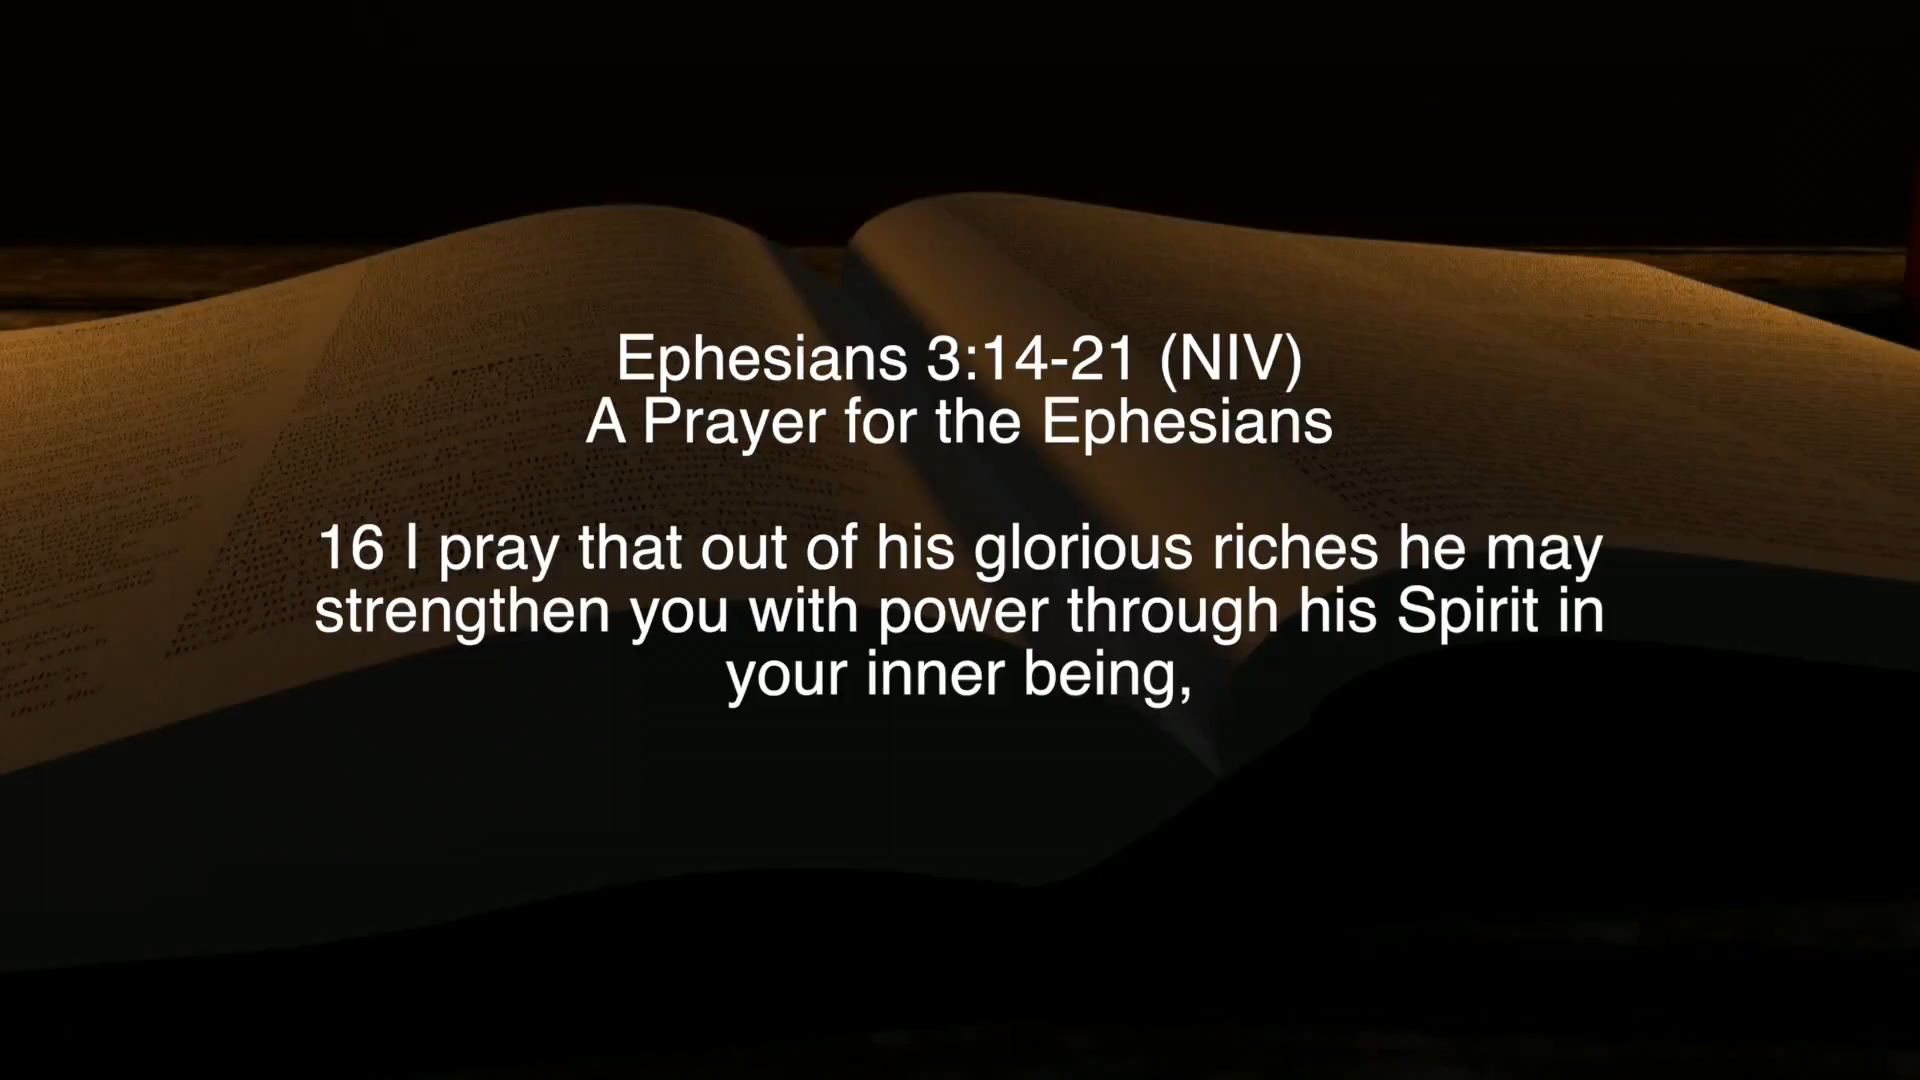 Ephesians 3:14-21 (NIV)
A Prayer for the Ephesians
16 I pray that out of his glorious riches he may
strengthen you with power through his Spirit in
your inner being,